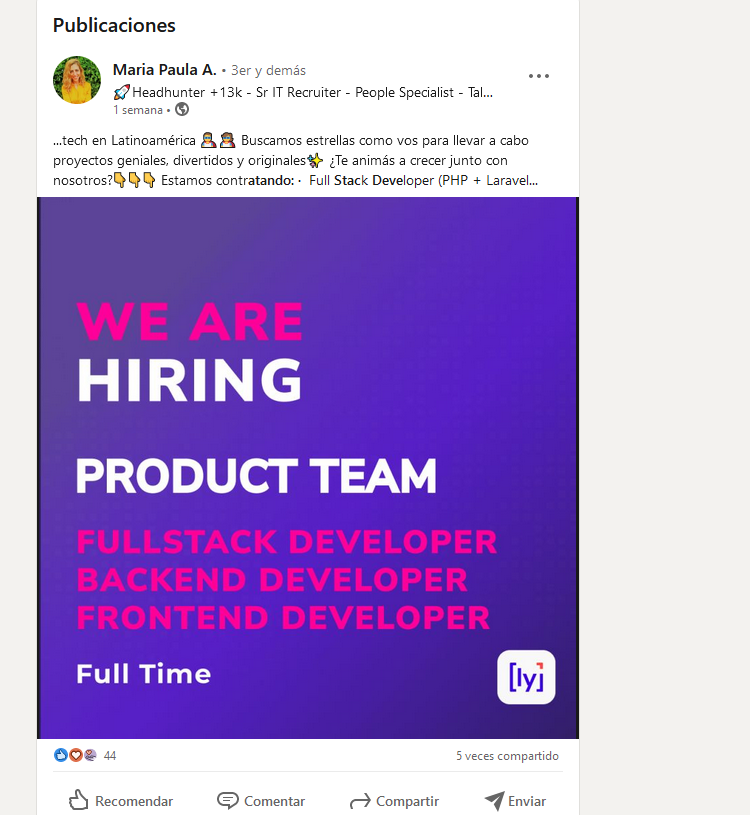 Publicaciones
Maria Paula A. • 3er y demás
🚀Headhunter +13k - Sr IT Recruiter - People Specialist - Tal...
1 semana •
...tech en Latinoamérica 👩‍🚀👨‍🚀 Buscamos estrellas como vos para llevar a cabo
proyectos geniales, divertidos y originales✨ ¿Te animás a crecer junto con
nosotros?👇👇👇 Estamos contratando: · Full Stack Developer (PHP + Laravel...
WE ARE
HIRING
PRODUCT TEAM
FULLSTACK DEVELOPER
BACKEND DEVELOPER
FRONTEND DEVELOPER
Full Time
[ly]
44
5 veces compartido
Recomendar
Comentar
Compartir
Enviar